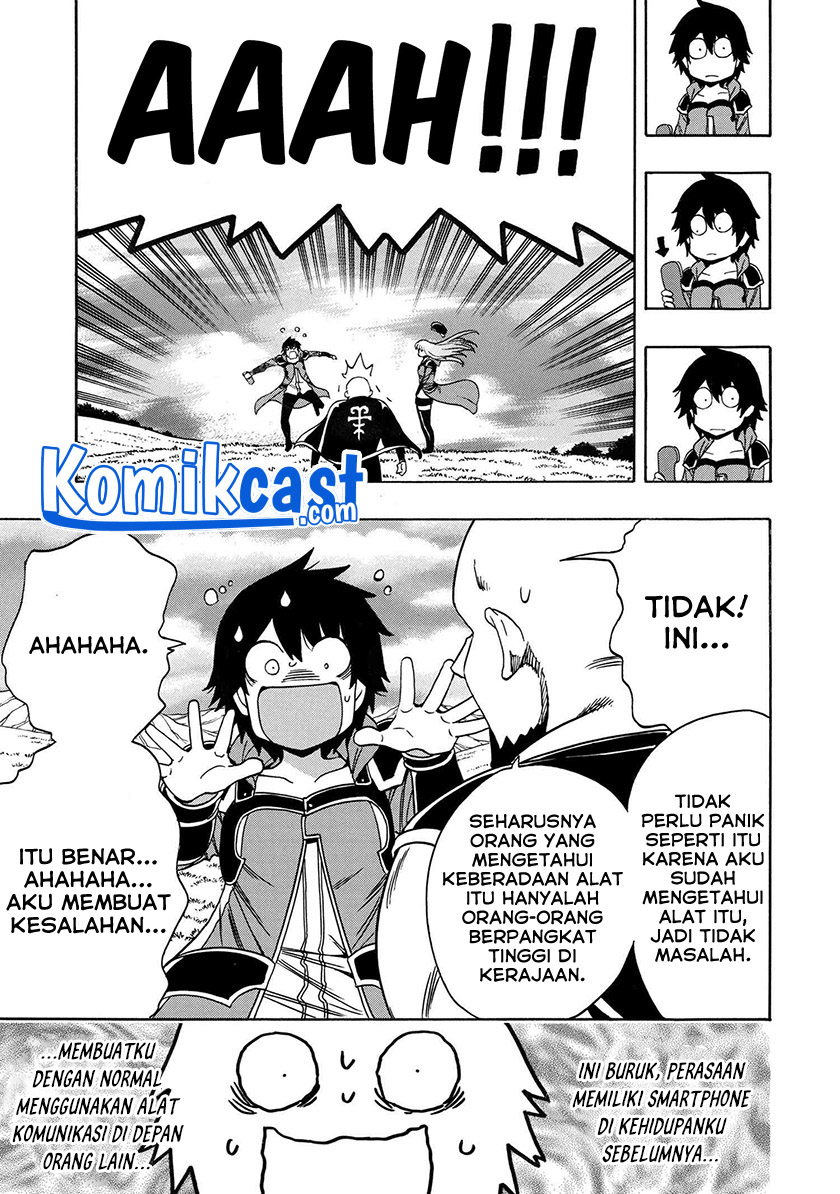 AAAH!!!
Komikcast
.com
TIDAK!
INI...
TIDAK
PERLU PANIK
SEPERTI ITU
KARENA AKU
SUDAH
MENGETAHUI
ALAT ITU,
JADI TIDAK
MASALAH.
SEHARUSNYA
ORANG YANG
MENGETAHUI
KEBERADAAN ALAT
ITU HANYALAH
ORANG-ORANG
BERPANGKAT
TINGGI DI
KERAJAAN.
AHAHAHA.
ITU BENAR...
AHAHAHA...
AKU MEMBUAT
KESALAHAN...
INI BURUK, PERASAAN
MEMILIKI SMARTPHONE
DI KEHIDUPANKU
SEBELUMNYA...
...MEMBUATKU
DENGAN NORMAL
MENGGUNAKAN ALAT
KOMUNIKASI DI DEPAN
ORANG LAIN...